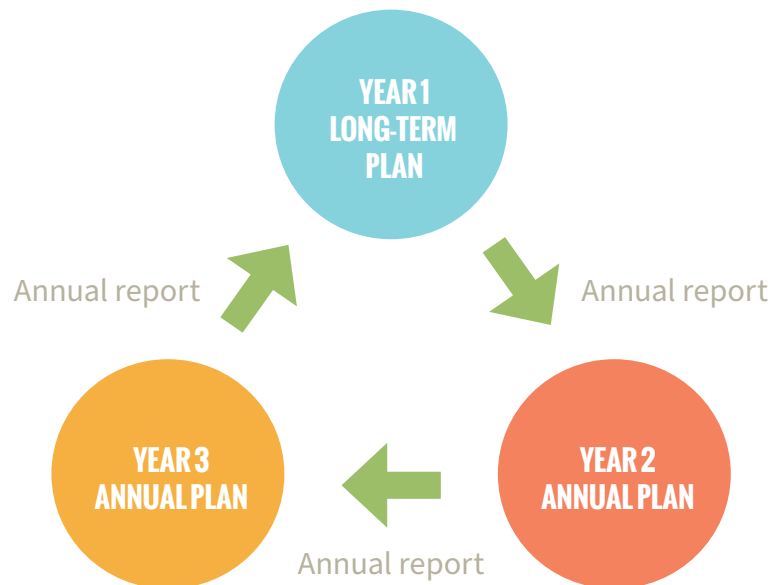 YEAR 1
LONG-TERM
PLAN
Annual report
Annual report
YEAR 3
ANNUAL PLAN
YEAR 2
ANNUAL PLAN
Annual report